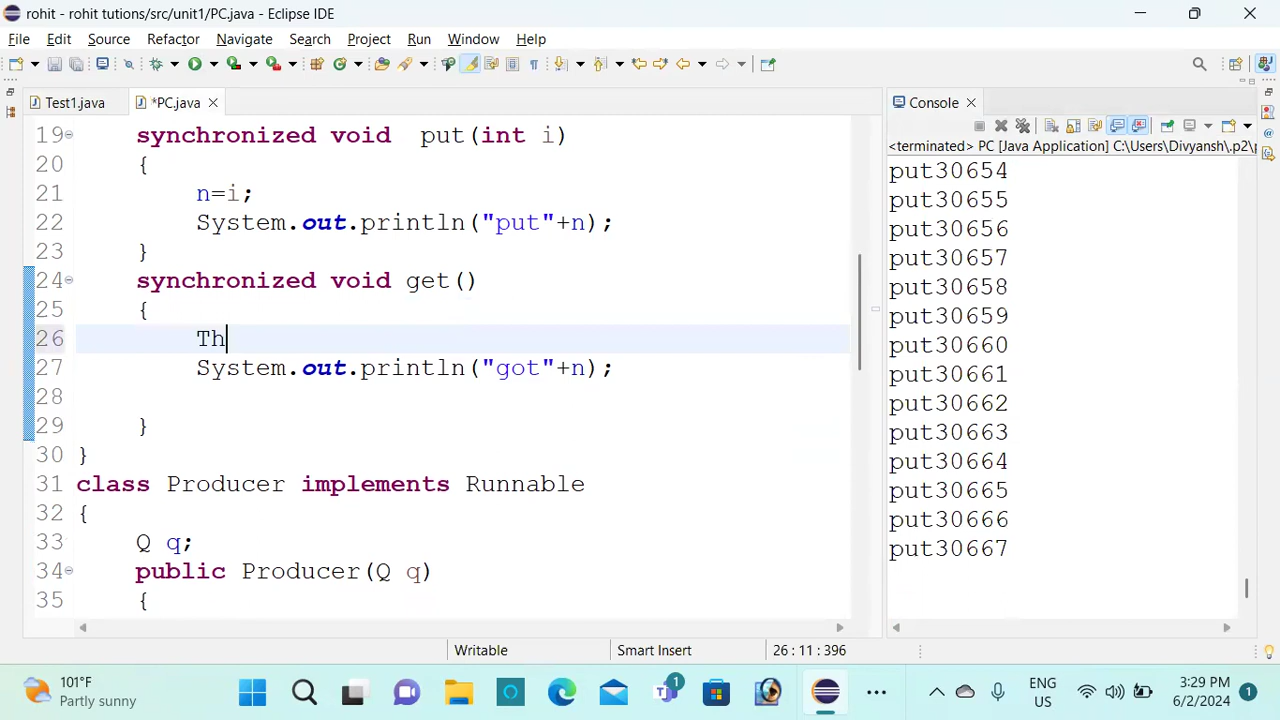 rohit - rohit tutions/src/unit1/PC.java - Eclipse IDE
File Edit Source Refactor Navigate Search Project Run Window Help
Test1.java *PC.java
19 synchronized void put(int i)
20 {
21 n=i;
22 System.out.println("put"+n);
23 }
24 synchronized void get()
25 {
26 Th
27 System.out.println("got"+n);
28
29 }
30 }
31 class Producer implements Runnable
32 {
33 Q q;
34 public Producer(Q q)
35 {
Console
<terminated> PC [Java Application] C:\Users\Divyansh\.p2\
put30654
put30655
put30656
put30657
put30658
put30659
put30660
put30661
put30662
put30663
put30664
put30665
put30666
put30667
Writable Smart Insert 26 : 11 : 396
101°F
Partly sunny
1
ENG
US
3:29 PM
6/2/2024
1